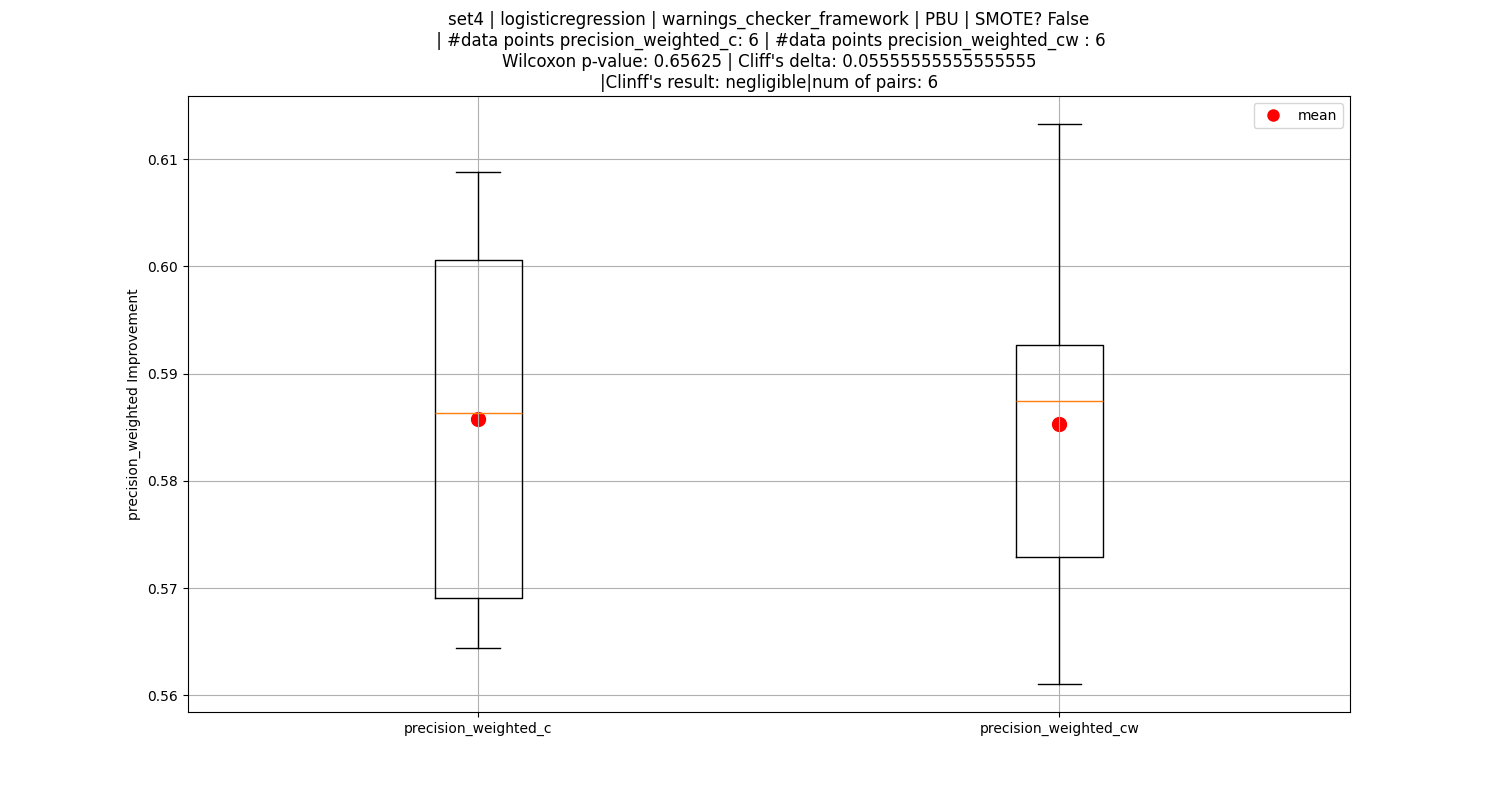 set4 | logisticregression | warnings_checker_framework | PBU | SMOTE? False
| #data points precision_weighted_c: 6 | #data points precision_weighted_cw : 6
Wilcoxon p-value: 0.65625 | Cliff's delta: 0.05555555555555555
|Clinff's result: negligible|num of pairs: 6
mean
precision_weighted Improvement
0.61
0.60
0.59
0.58
0.57
0.56
precision_weighted_c
precision_weighted_cw